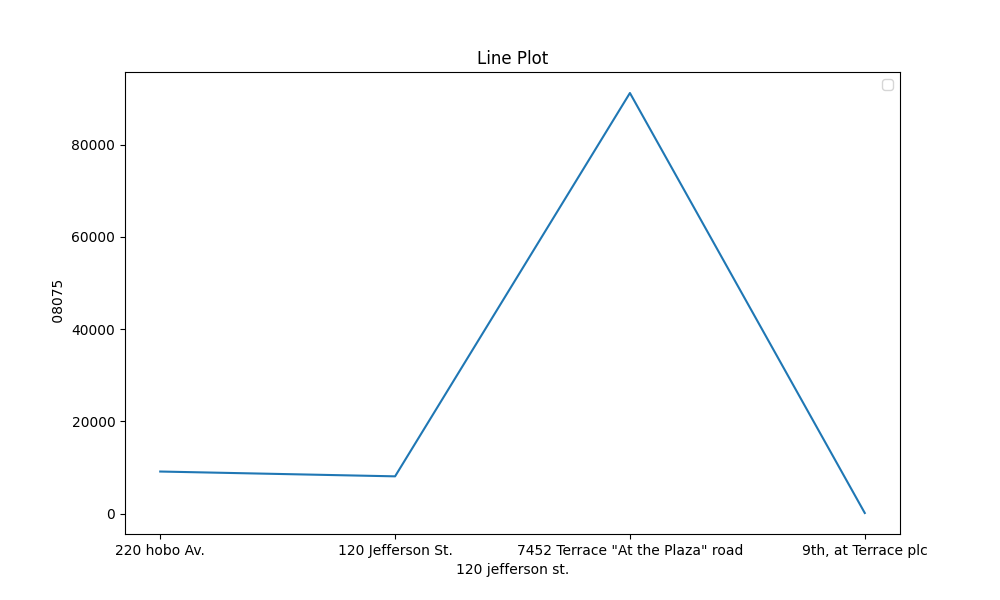 Line Plot
80000
60000
40000
20000
0
08075
220 hobo Av.
120 Jefferson St.
7452 Terrace "At the Plaza" road
9th, at Terrace plc
120 jefferson st.